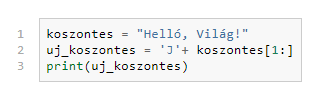 1 koszontes = "Helló, Világ!"
2 uj_koszontes = 'J'+ koszontes[1:]
3 print(uj_koszontes)